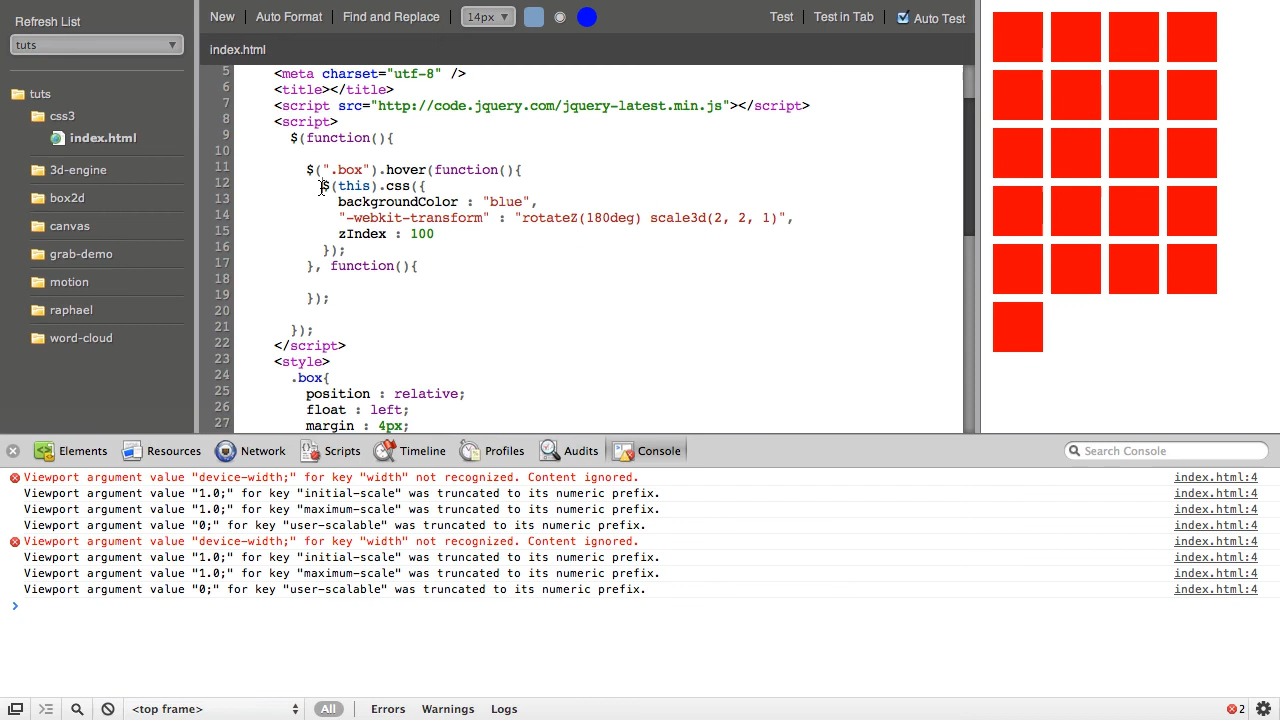 Refresh List
tuts
tuts
css3
index.html
3d-engine
box2d
canvas
grab-demo
motion
raphael
word-cloud
New Auto Format Find and Replace 14px Test Test in Tab Auto Test
index.html
5 <meta charset="utf-8" />
6 <title></title>
7 <script src="http://code.jquery.com/jquery-latest.min.js"></script>
8 <script>
9 $(function(){
10
11 $(".box").hover(function(){
12 $(this).css({
13 backgroundColor : "blue",
14 "-webkit-transform" : "rotateZ(180deg) scale3d(2, 2, 1)",
15 zIndex : 100
16 });
17 }, function(){
18
19 });
20
21 });
22 </script>
23 <style>
24 .box{
25 position : relative;
26 float : left;
27 margin : 4px;
Elements Resources Network Scripts Timeline Profiles Audits Console Search Console
Viewport argument value "device-width;" for key "width" not recognized. Content ignored. index.html:4
Viewport argument value "1.0;" for key "initial-scale" was truncated to its numeric prefix. index.html:4
Viewport argument value "1.0;" for key "maximum-scale" was truncated to its numeric prefix. index.html:4
Viewport argument value "0;" for key "user-scalable" was truncated to its numeric prefix. index.html:4
Viewport argument value "device-width;" for key "width" not recognized. Content ignored. index.html:4
Viewport argument value "1.0;" for key "initial-scale" was truncated to its numeric prefix. index.html:4
Viewport argument value "1.0;" for key "maximum-scale" was truncated to its numeric prefix. index.html:4
Viewport argument value "0;" for key "user-scalable" was truncated to its numeric prefix. index.html:4
<top frame> All Errors Warnings Logs 2